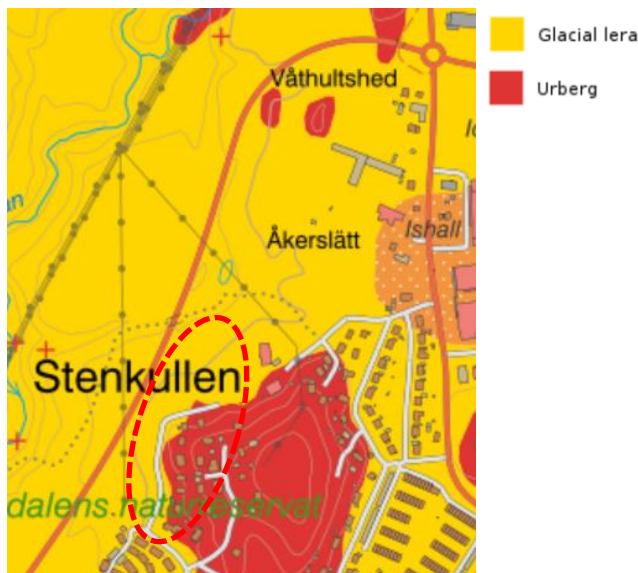 Glacial lera
Våthultshed
Urberg
Ishall
Åkerslätt
Stenkullen
dalens.naturreservat